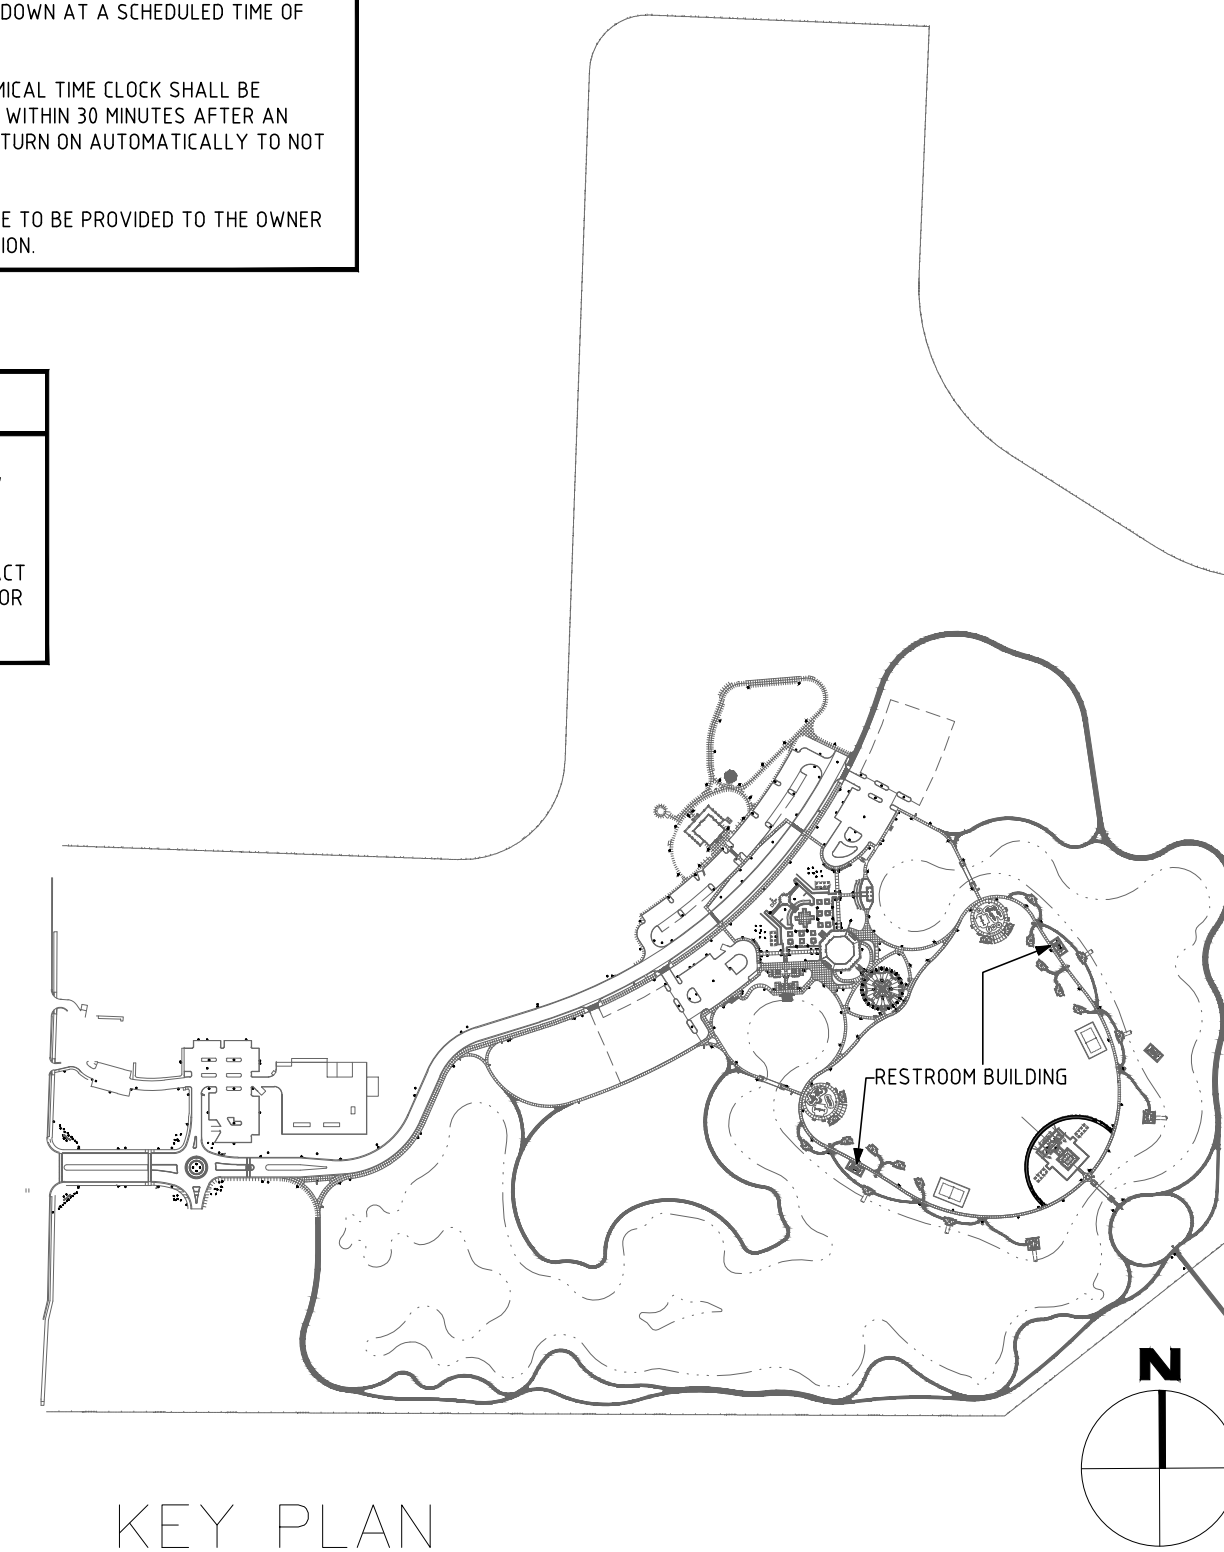 DOWN AT A SCHEDULED TIME OF
MICAL TIME CLOCK SHALL BE
WITHIN 30 MINUTES AFTER AN
TURN ON AUTOMATICALLY TO NOT
E TO BE PROVIDED TO THE OWNER
ION.
ACT
OR
RESTROOM BUILDING
N
KEY PLAN